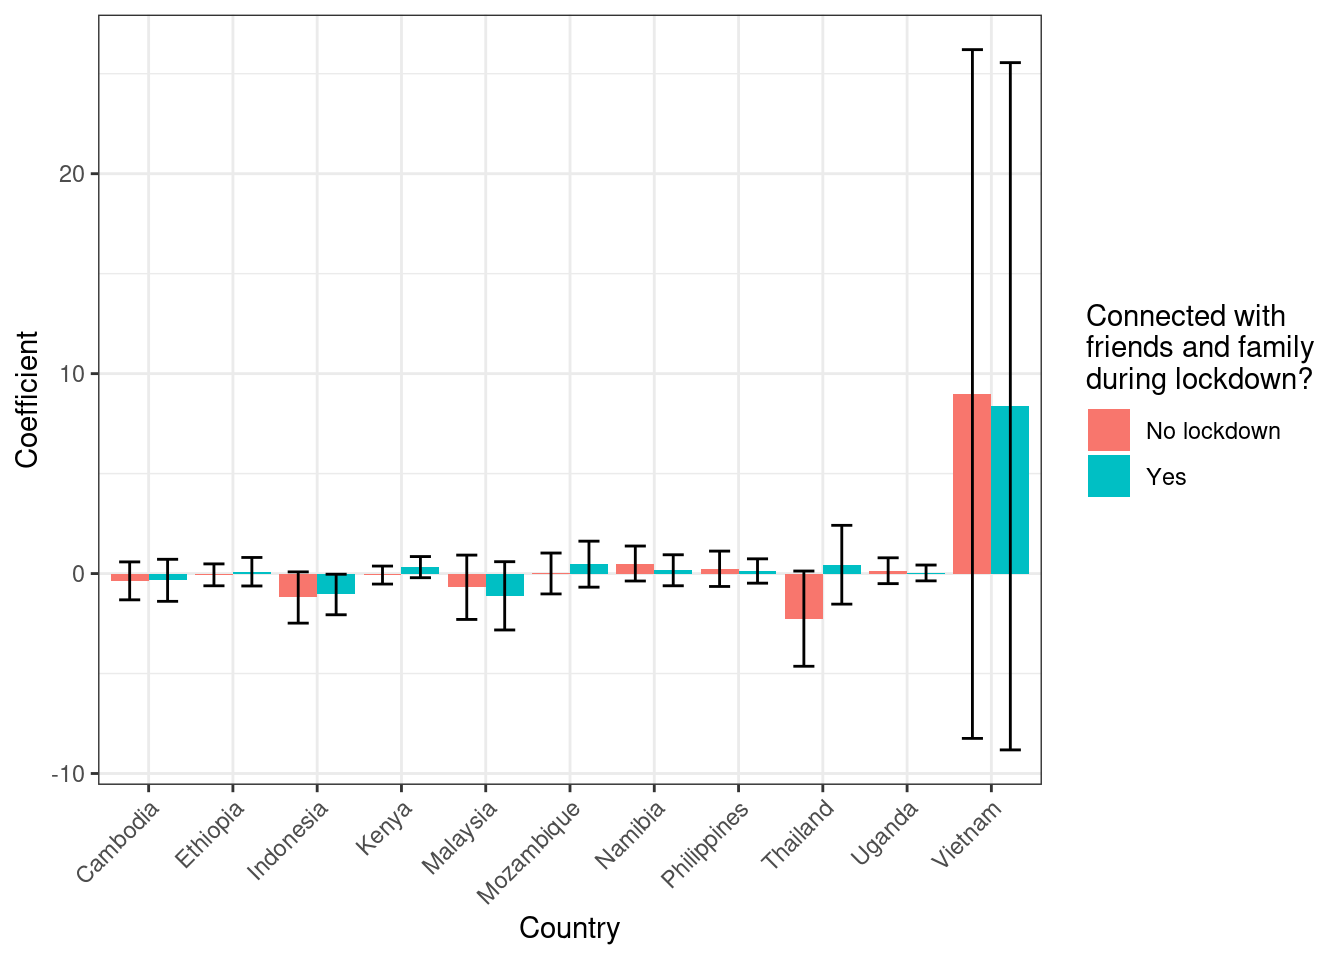 20
10
0
-10
Coefficient
Cambodia
Ethiopia
Indonesia
Kenya
Malaysia
Mozambique
Namibia
Philippines
Thailand
Uganda
Vietnam
Country
Connected with
friends and family
during lockdown?
No lockdown
Yes